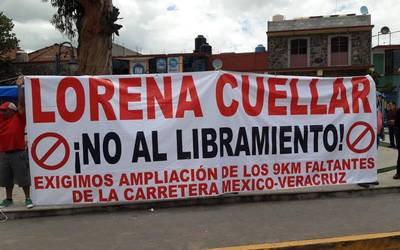 LORENA CUELLAR
¡NO AL LIBRAMIENTO!
EXIGIMOS AMPLIACIÓN DE LOS 9KM FALTANTES
DE LA CARRETERA MEXICO-VERACRUZ